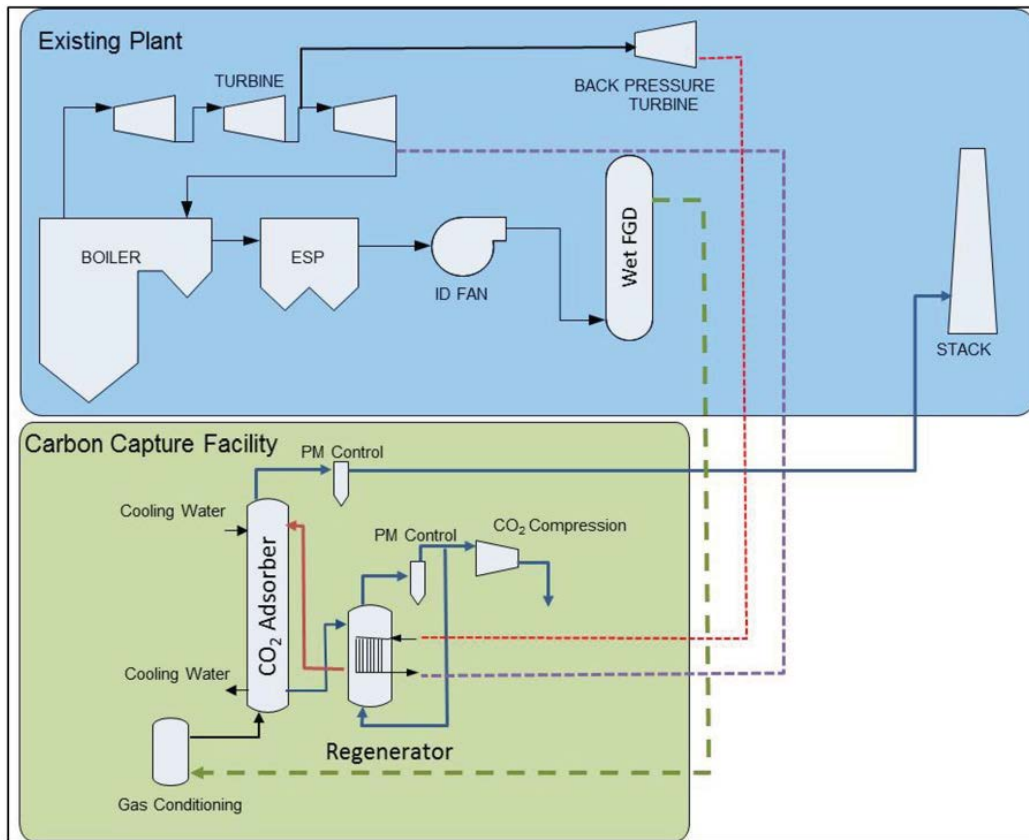 Existing Plant
TURBINE
BACK PRESSURE
TURBINE
BOILER
ESP
ID FAN
Wet FGD
STACK
Carbon Capture Facility
PM Control
Cooling Water
PM Control
CO₂ Compression
CO₂ Adsorber
Cooling Water
Regenerator
Gas Conditioning